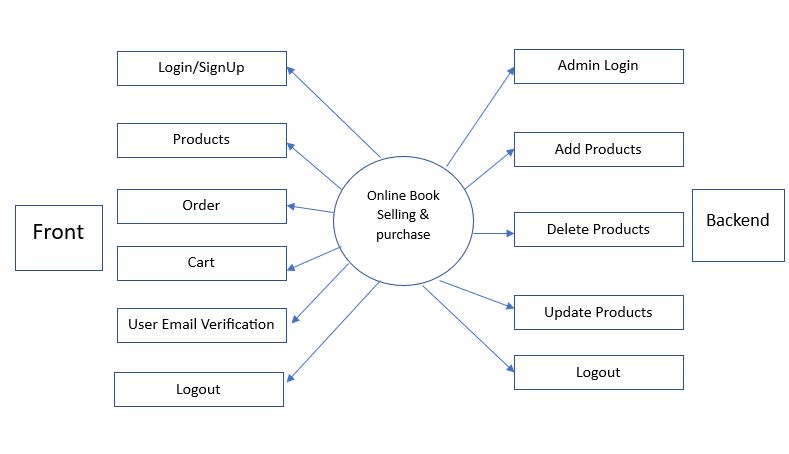 Front
Login/SignUp
Products
Order
Cart
User Email Verification
Logout
Online Book
Selling &
purchase
Admin Login
Add Products
Delete Products
Update Products
Logout
Backend